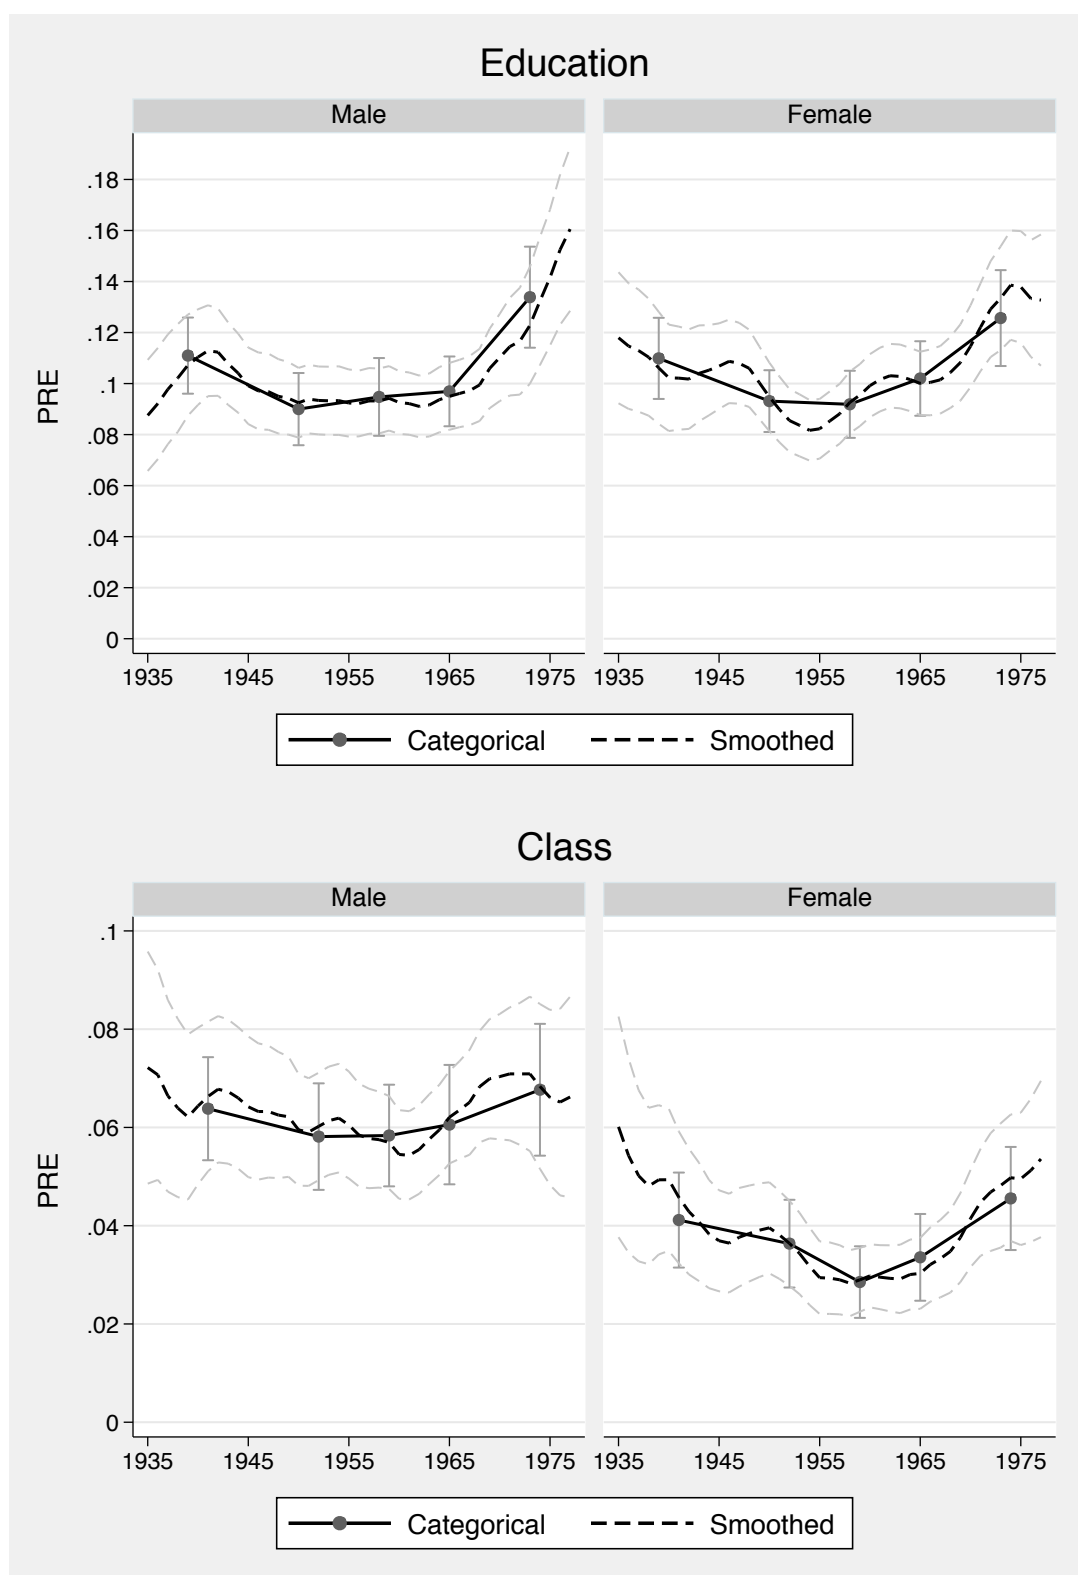 Education
Male Female
PRE
.18
.16
.14
.12
.1
.08
.06
.04
.02
0
1935 1945 1955 1965 1975 1935 1945 1955 1965 1975
Categorical Smoothed
Class
Male Female
PRE
.1
.08
.06
.04
.02
0
1935 1945 1955 1965 1975 1935 1945 1955 1965 1975
Categorical Smoothed